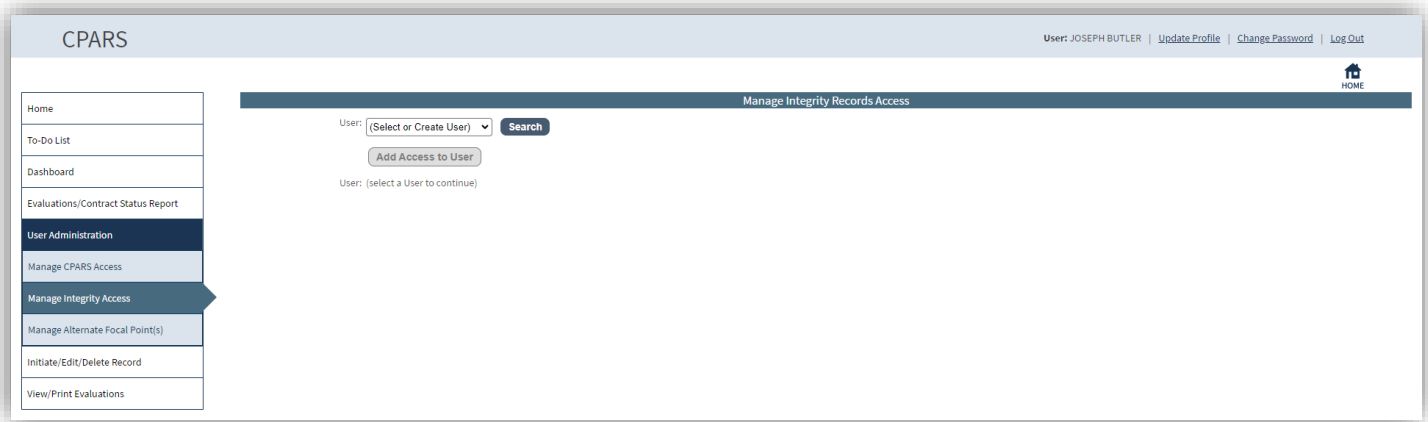 CPARS
User: JOSEPH BUTLER | Update Profile | Change Password | Log Out
HOME
Home
To-Do List
Dashboard
Evaluations/Contract Status Report
User Administration
Manage CPARS Access
Manage Integrity Access
Manage Alternate Focal Point(s)
Initiate/Edit/Delete Record
View/Print Evaluations
Manage Integrity Records Access
User: (Select or Create User) Search
Add Access to User
User: (select a User to continue)